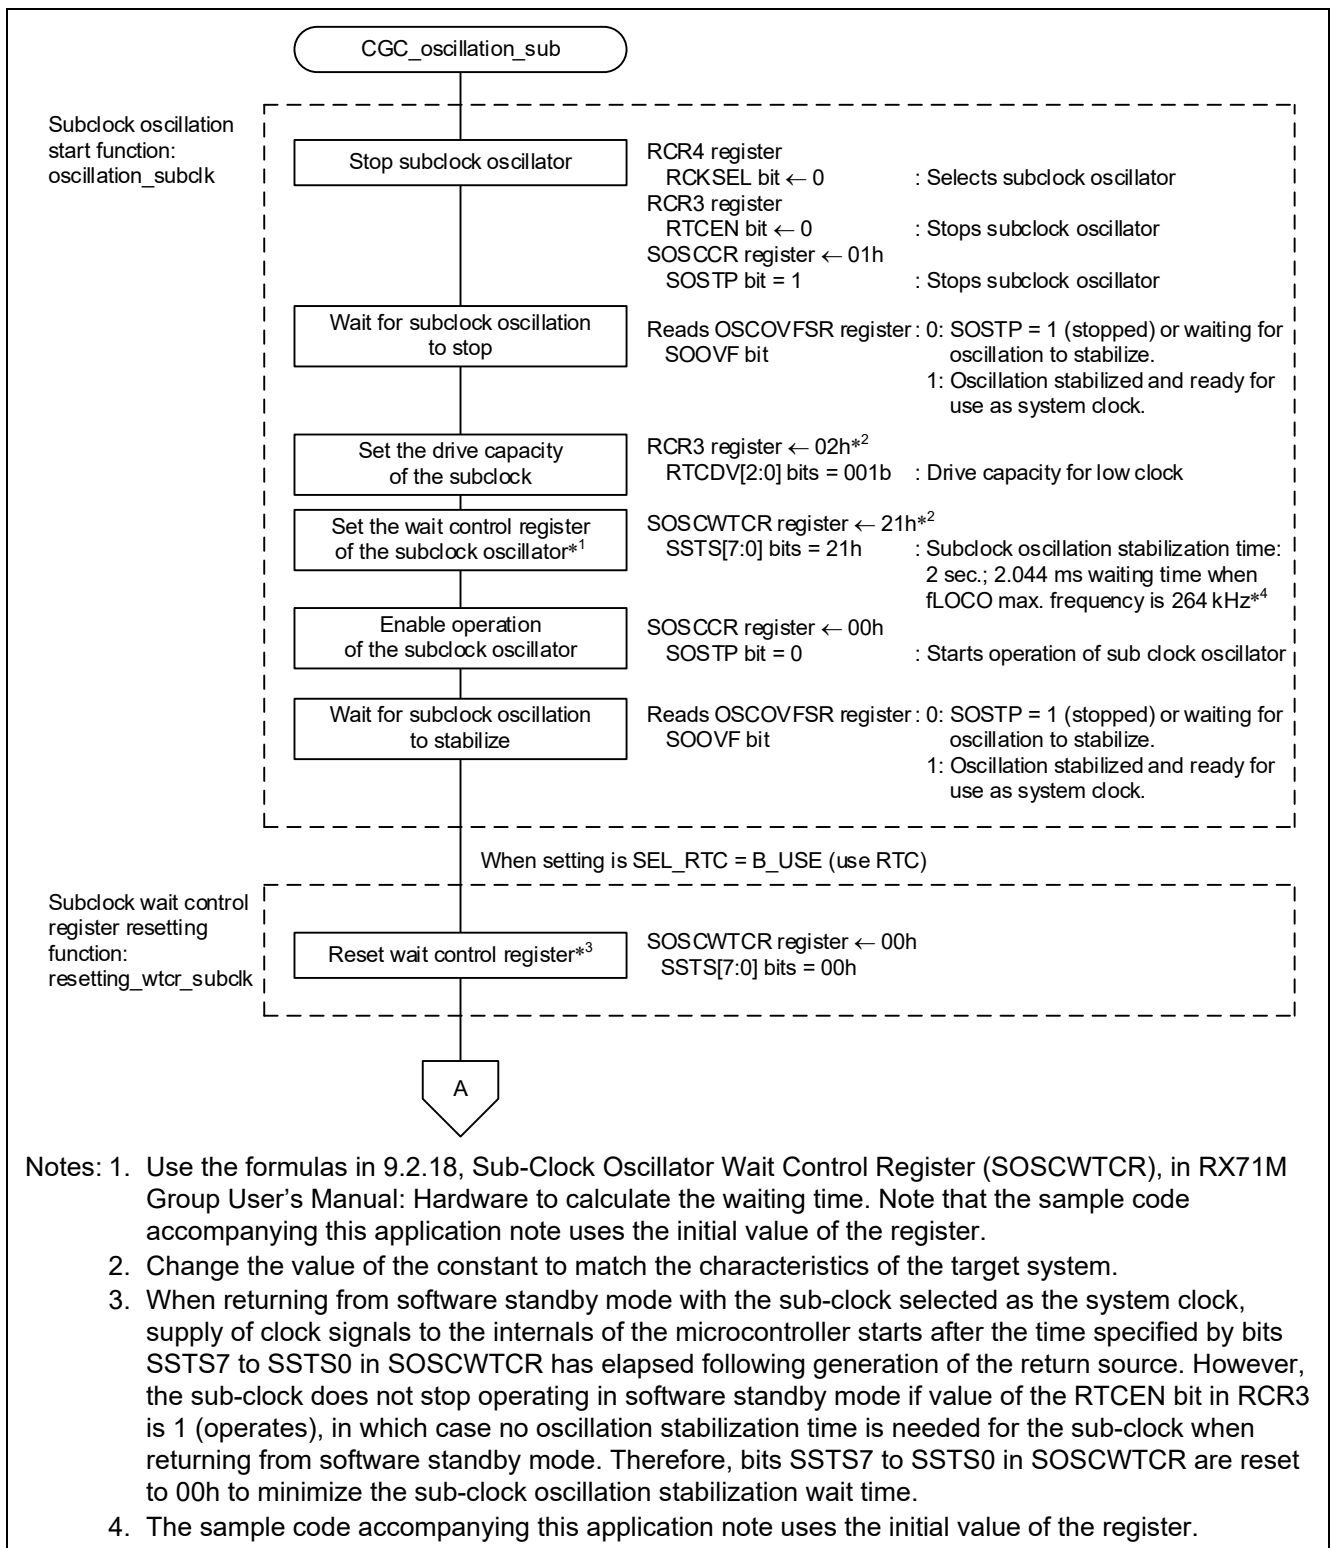 CGC_oscillation_sub
Subclock oscillation
start function:
oscillation_subclk
Stop subclock oscillator
RCR4 register
RCKSEL bit ← 0 : Selects subclock oscillator
RCR3 register
RTCEN bit ← 0 : Stops subclock oscillator
SOSCCR register ← 01h
SOSTP bit = 1 : Stops subclock oscillator
Wait for subclock oscillation
to stop
Reads OSCOVFSR register : 0: SOSTP = 1 (stopped) or waiting for
SOOVF bit oscillation to stabilize.
1: Oscillation stabilized and ready for
use as system clock.
Set the drive capacity
of the subclock
RCR3 register ← 02h*2
RTCDV[2:0] bits = 001b : Drive capacity for low clock
Set the wait control register
of the subclock oscillator*1
SOSCWTCR register ← 21h*2
SSTS[7:0] bits = 21h : Subclock oscillation stabilization time:
2 sec.; 2.044 ms waiting time when
fLOCO max. frequency is 264 kHz*4
Enable operation
of the subclock oscillator
SOSCCR register ← 00h
SOSTP bit = 0 : Starts operation of sub clock oscillator
Wait for subclock oscillation
to stabilize
Reads OSCOVFSR register : 0: SOSTP = 1 (stopped) or waiting for
SOOVF bit oscillation to stabilize.
1: Oscillation stabilized and ready for
use as system clock.
When setting is SEL_RTC = B_USE (use RTC)
Subclock wait control
register resetting
function:
resetting_wtcr_subclk
Reset wait control register*3
SOSCWTCR register ← 00h
SSTS[7:0] bits = 00h
A
Notes: 1. Use the formulas in 9.2.18, Sub-Clock Oscillator Wait Control Register (SOSCWTCR), in RX71M
Group User's Manual: Hardware to calculate the waiting time. Note that the sample code
accompanying this application note uses the initial value of the register.
2. Change the value of the constant to match the characteristics of the target system.
3. When returning from software standby mode with the sub-clock selected as the system clock,
supply of clock signals to the internals of the microcontroller starts after the time specified by bits
SSTS7 to SSTS0 in SOSCWTCR has elapsed following generation of the return source. However,
the sub-clock does not stop operating in software standby mode if value of the RTCEN bit in RCR3
is 1 (operates), in which case no oscillation stabilization time is needed for the sub-clock when
returning from software standby mode. Therefore, bits SSTS7 to SSTS0 in SOSCWTCR are reset
to 00h to minimize the sub-clock oscillation stabilization wait time.
4. The sample code accompanying this application note uses the initial value of the register.